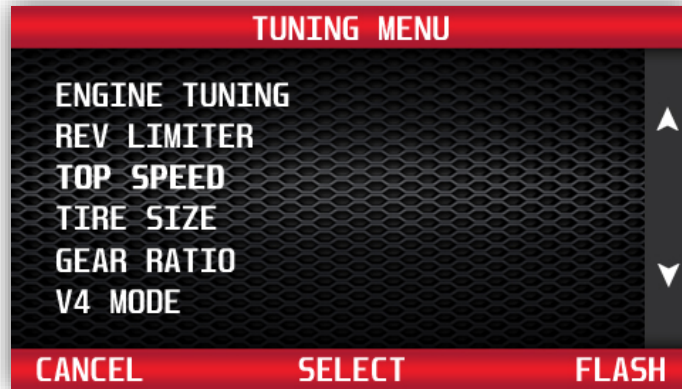 TUNING MENU
ENGINE TUNING
REV LIMITER
TOP SPEED
TIRE SIZE
GEAR RATIO
V4 MODE
CANCEL SELECT FLASH